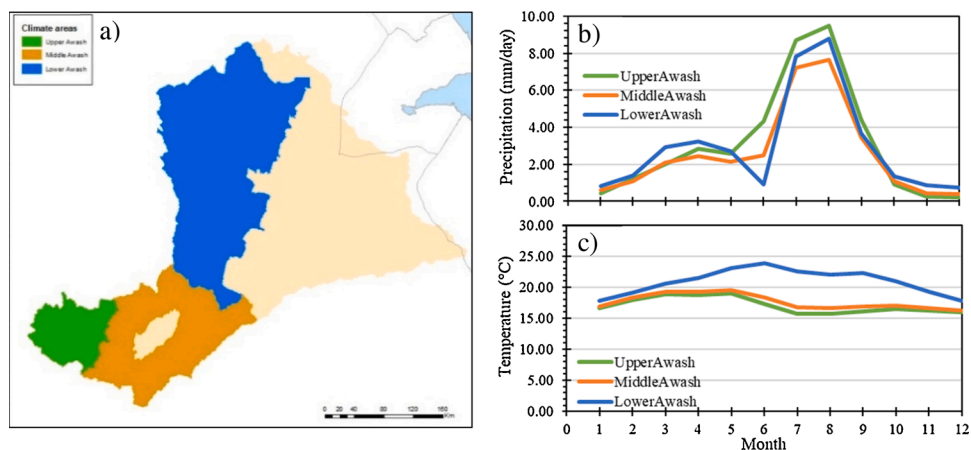 Climate areas
Upper Awash
Middle Awash
Lower Awash
a)
0 20 40 80 120 160
Km
b)
Precipitation (mm/day)
10.00
8.00
6.00
4.00
2.00
0.00
UpperAwash
MiddleAwash
LowerAwash
c)
Temperature (°C)
30.00
25.00
20.00
15.00
10.00
5.00
0.00
UpperAwash
MiddleAwash
LowerAwash
0 1 2 3 4 5 6 7 8 9 10 11 12
Month